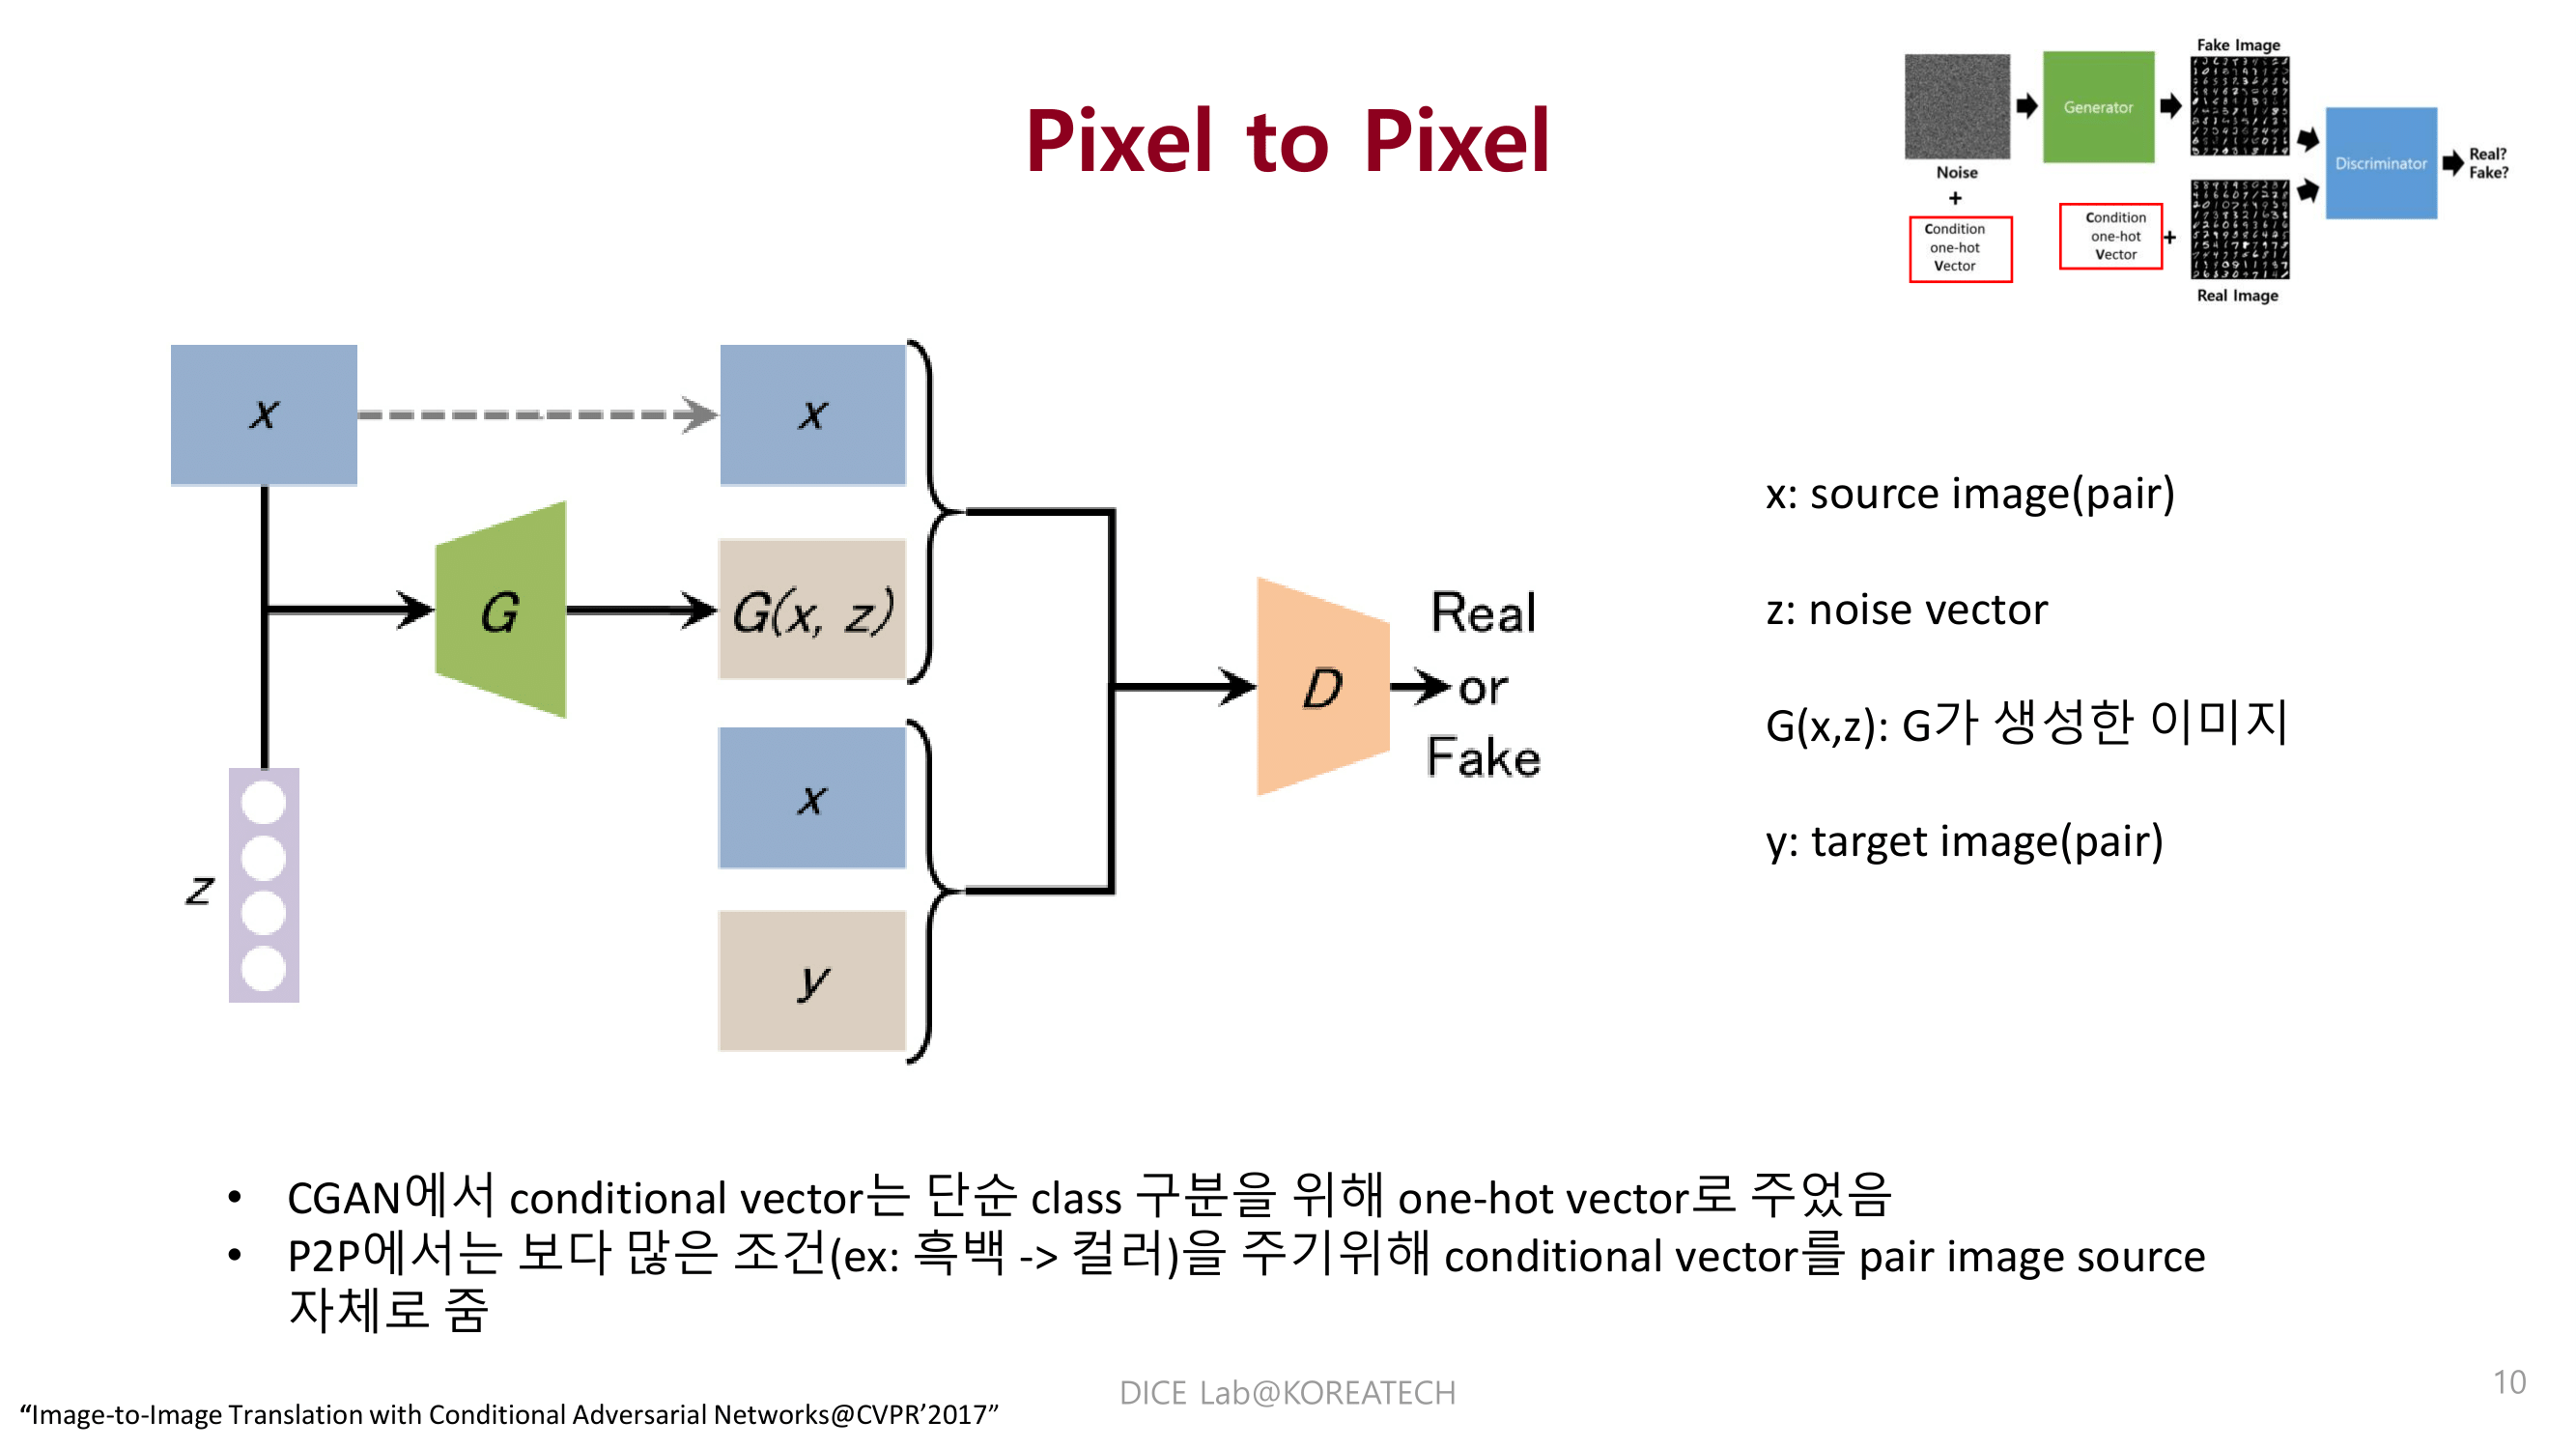 Pixel to Pixel
Fake Image
Generator
Noise
+
Condition
one-hot
Vector
Condition
one-hot
Vector
+
Real Image
Discriminator
Real?
Fake?
x
x
G
G(x, z)
x
y
z
D
Real
or
Fake
x: source image(pair)
z: noise vector
G(x,z): G가 생성한 이미지
y: target image(pair)
• CGAN에서 conditional vector는 단순 class 구분을 위해 one-hot vector로 주었음
• P2P에서는 보다 많은 조건(ex: 흑백 -> 컬러)을 주기위해 conditional vector를 pair image source
자체로 줌
DICE Lab@KOREATECH
10
“Image-to-Image Translation with Conditional Adversarial Networks@CVPR’2017”